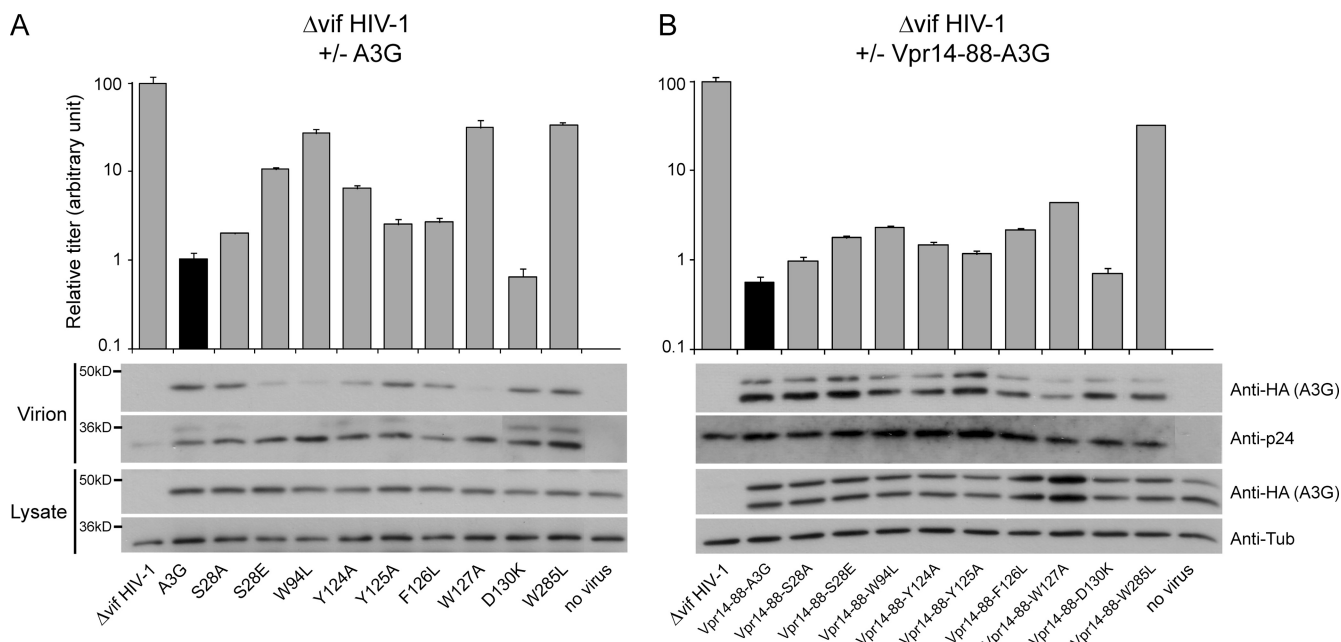 A
Δvif HIV-1
+/- A3G
Relative titer (arbitrary unit)
100
10
1
0.1
Virion
50kD
36kD
Lysate
50kD
36kD
Δvif HIV-1
A3G
S28A
S28E
W94L
Y124A
Y125A
F126L
W127A
D130K
W285L
no virus
B
Δvif HIV-1
+/- Vpr14-88-A3G
100
10
1
0.1
Anti-HA (A3G)
Anti-p24
Anti-HA (A3G)
Anti-Tub
Δvif HIV-1
Vpr14-88-A3G
Vpr14-88-S28A
Vpr14-88-S28E
Vpr14-88-W94L
Vpr14-88-Y124A
Vpr14-88-Y125A
Vpr14-88-F126L
Vpr14-88-W127A
Vpr14-88-D130K
Vpr14-88-W285L
no virus